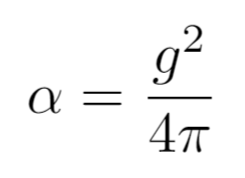 α = g² / 4π